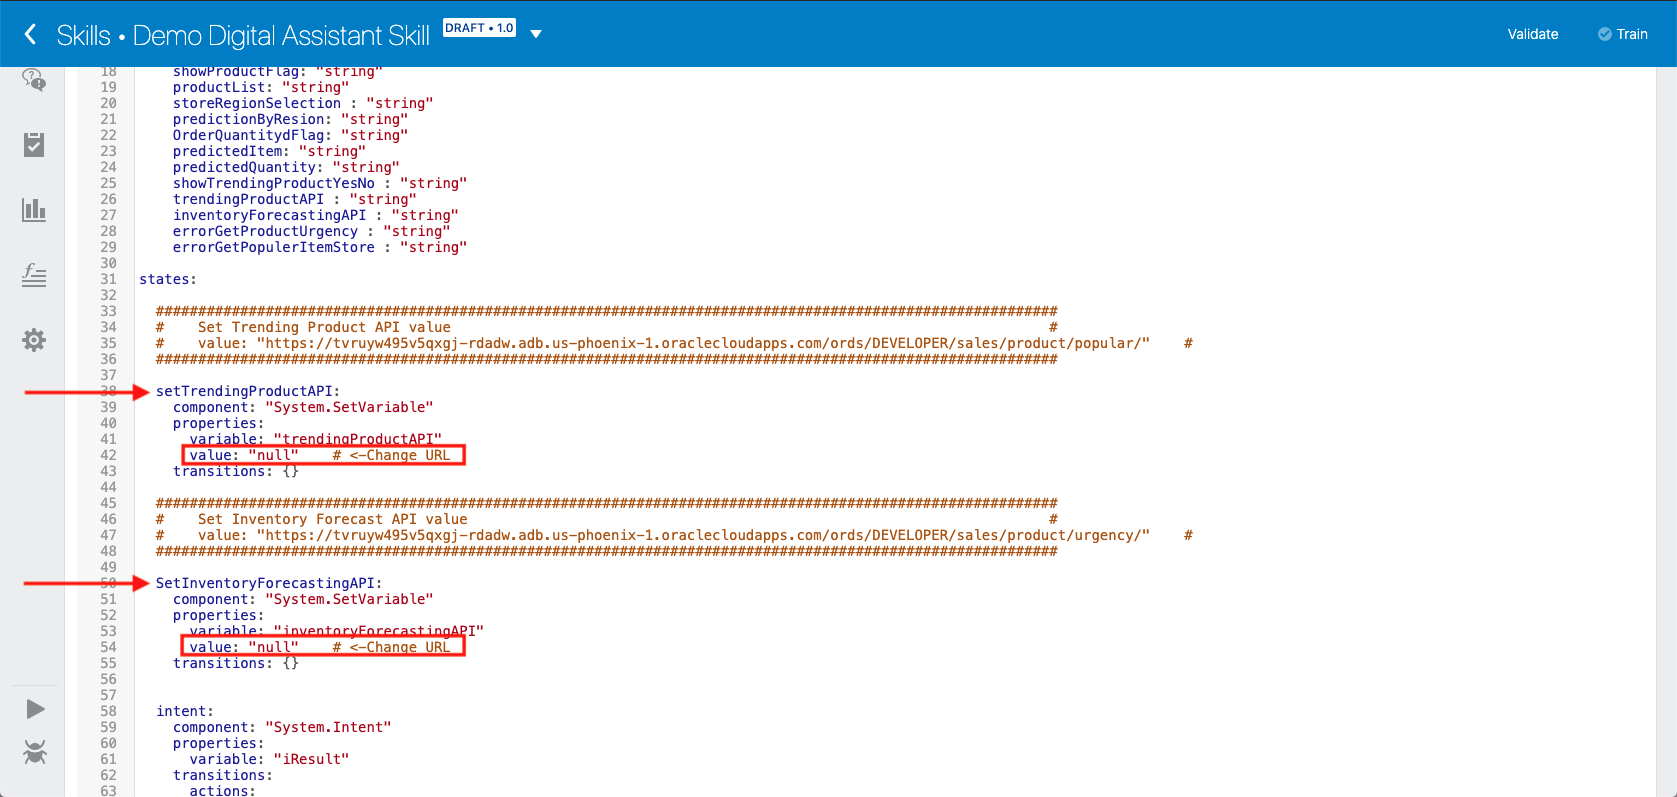 Skills • Demo Digital Assistant Skill DRAFT • 1.0 Validate Train
18 showProductFlag: "string"
19 productList: "string"
20 storeRegionSelection : "string"
21 predictionByResion: "string"
22 OrderQuantitydFlag: "string"
23 predictedItem: "string"
24 predictedQuantity: "string"
25 showTrendingProductYesNo : "string"
26 trendingProductAPI : "string"
27 inventoryForecastingAPI : "string"
28 errorGetProductUrgency : "string"
29 errorGetPopulerItemStore : "string"
30
31 states:
32
33 ###########################################################################################################
34 # Set Trending Product API value #
35 # value: "https://tvruyw495v5qxgj-rdadw.adb.us-phoenix-1.oraclecloudapps.com/ords/DEVELOPER/sales/product/popular/" #
36 ###########################################################################################################
37
38 setTrendingProductAPI:
39 component: "System.SetVariable"
40 properties:
41 variable: "trendingProductAPI"
42 value: "null" # <-Change URL
43 transitions: {}
44
45 ###########################################################################################################
46 # Set Inventory Forecast API value #
47 # value: "https://tvruyw495v5qxgj-rdadw.adb.us-phoenix-1.oraclecloudapps.com/ords/DEVELOPER/sales/product/urgency/" #
48 ###########################################################################################################
49
50 SetInventoryForecastingAPI:
51 component: "System.SetVariable"
52 properties:
53 variable: "inventoryForecastingAPI"
54 value: "null" # <-Change URL
55 transitions: {}
56
57
58 intent:
59 component: "System.Intent"
60 properties:
61 variable: "iResult"
62 transitions:
63 actions: